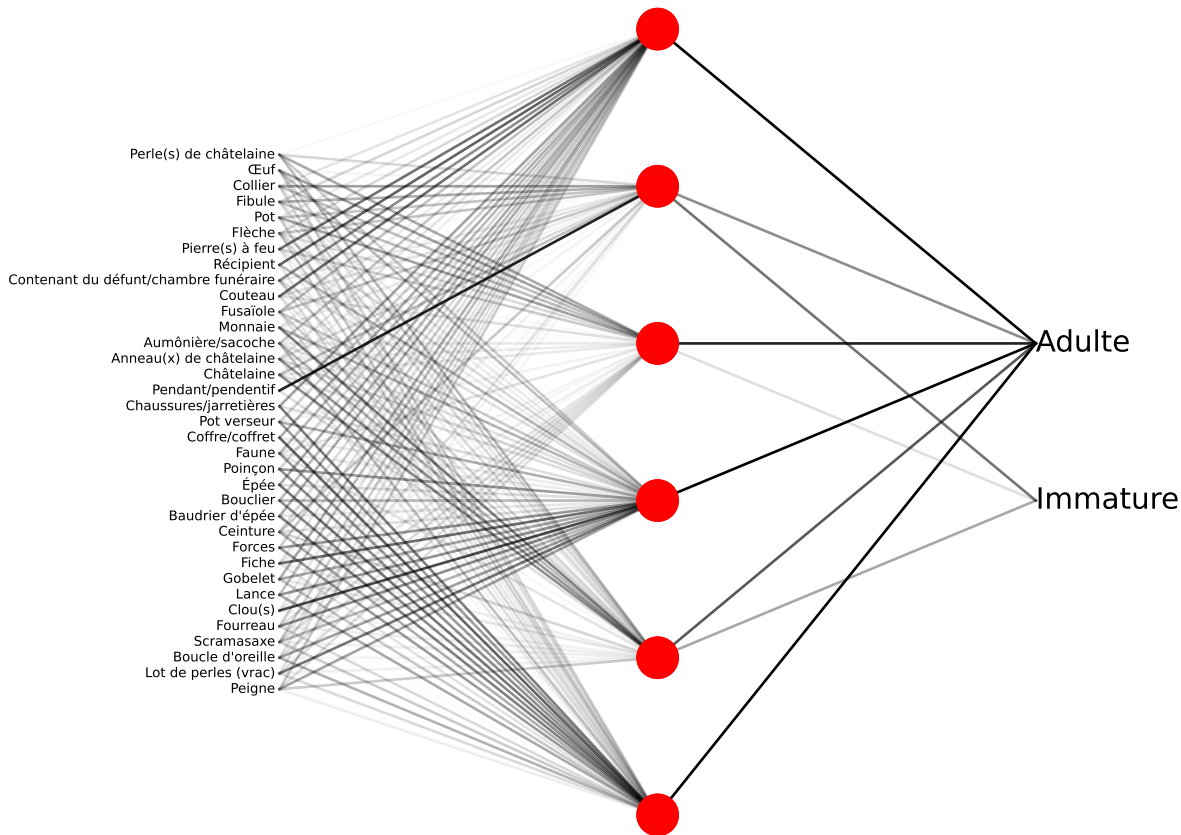 Perle(s) de châtelaine
Œuf
Collier
Fibule
Pot
Flèche
Pierre(s) à feu
Récipient
Contenant du défunt/chambre funéraire
Couteau
Fusaïole
Monnaie
Aumônière/sacoche
Anneau(x) de châtelaine
Châtelaine
Pendant/pendentif
Chaussures/jarretières
Pot verseur
Coffre/coffret
Faune
Poinçon
Épée
Bouclier
Baudrier d'épée
Ceinture
Forces
Fiche
Gobelet
Lance
Clou(s)
Fourreau
Scramasaxe
Boucle d'oreille
Lot de perles (vrac)
Peigne
Adulte
Immature